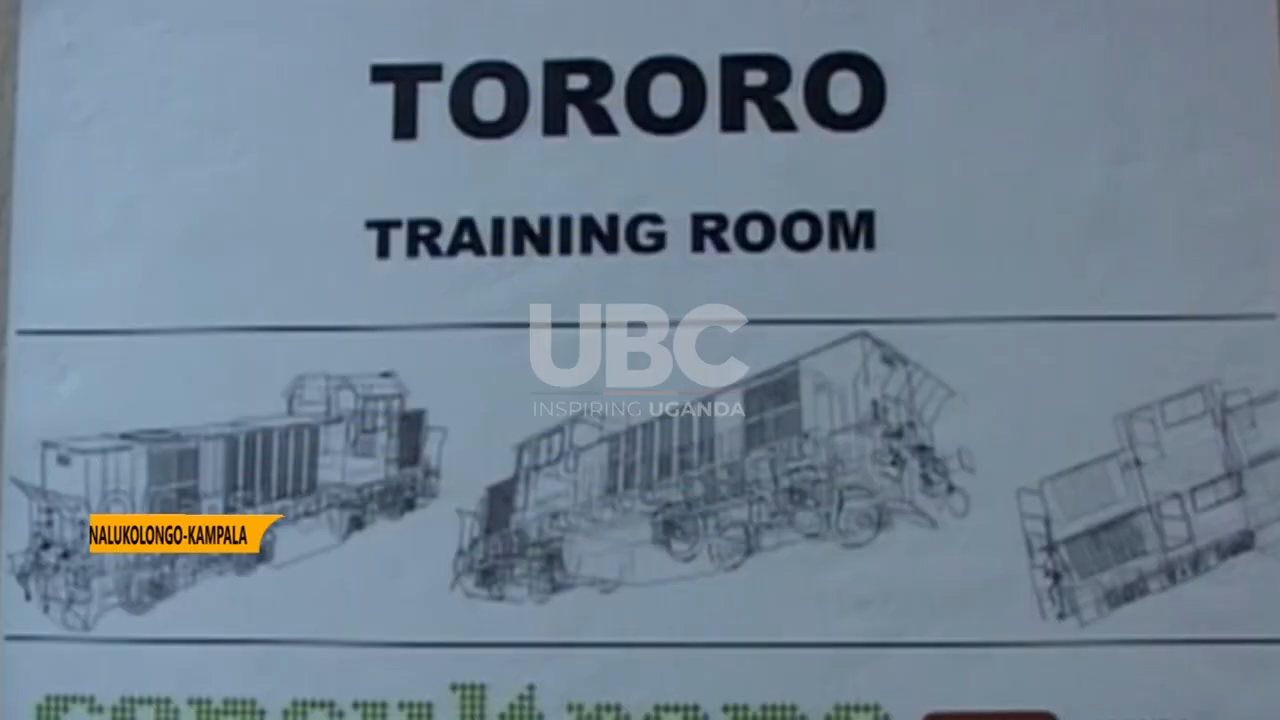 TORORO
TRAINING ROOM
UBC
INSPIRING UGANDA
NALUKOLONGO-KAMPALA